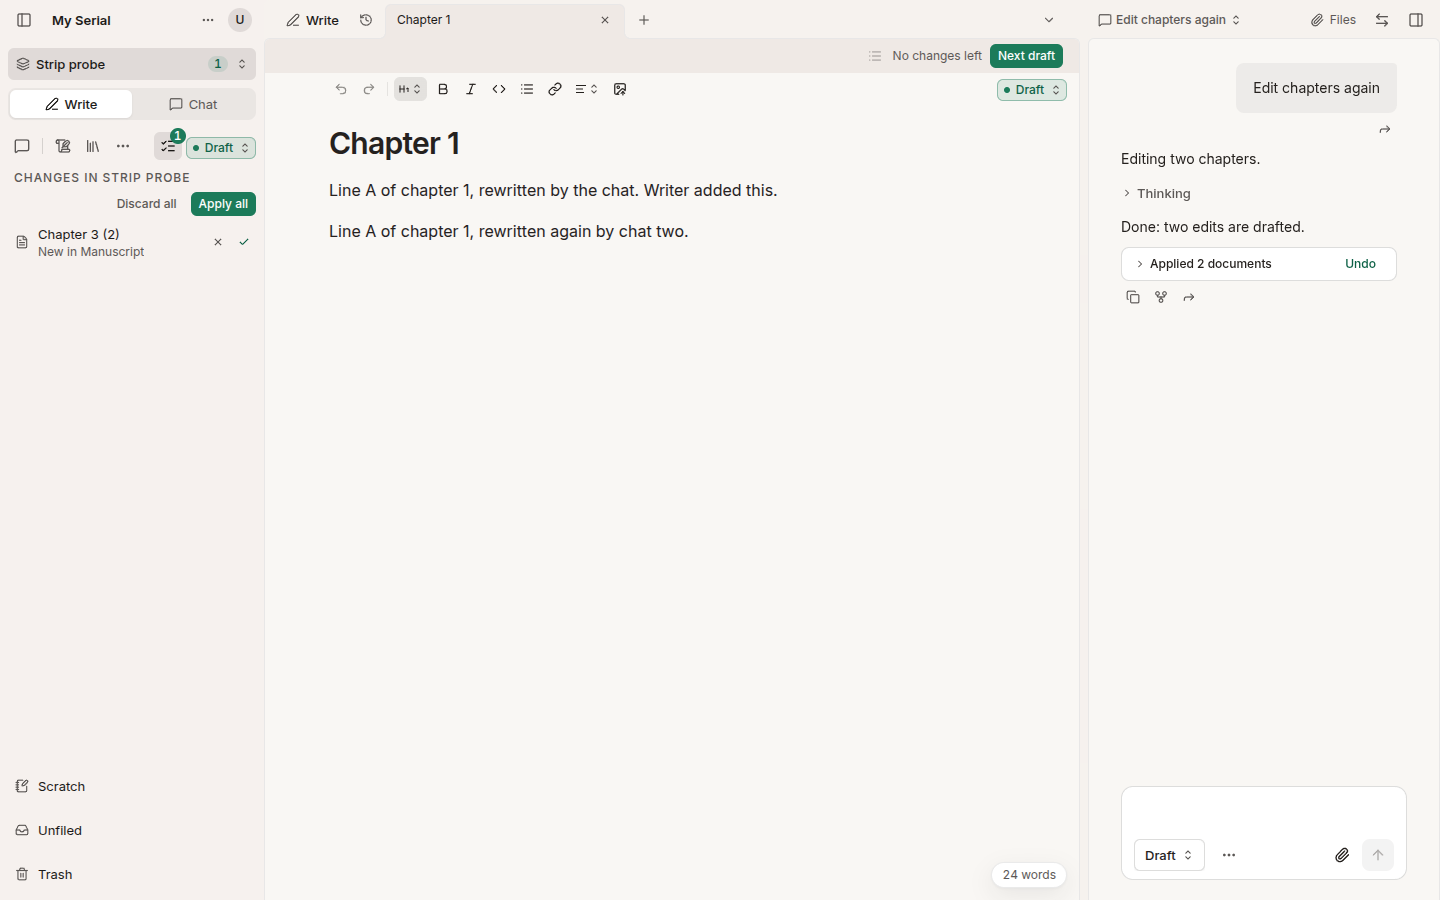 My Serial
U
Write
Chapter 1
Edit chapters again
Files
Strip probe
1
No changes left
Next draft
Write
Chat
H1
Draft
1
Draft
CHANGES IN STRIP PROBE
Discard all
Apply all
Chapter 3 (2)
New in Manuscript
Chapter 1
Line A of chapter 1, rewritten by the chat. Writer added this.
Line A of chapter 1, rewritten again by chat two.
Edit chapters again
Editing two chapters.
Thinking
Done: two edits are drafted.
Applied 2 documents
Undo
Scratch
Unfiled
Trash
24 words
Draft